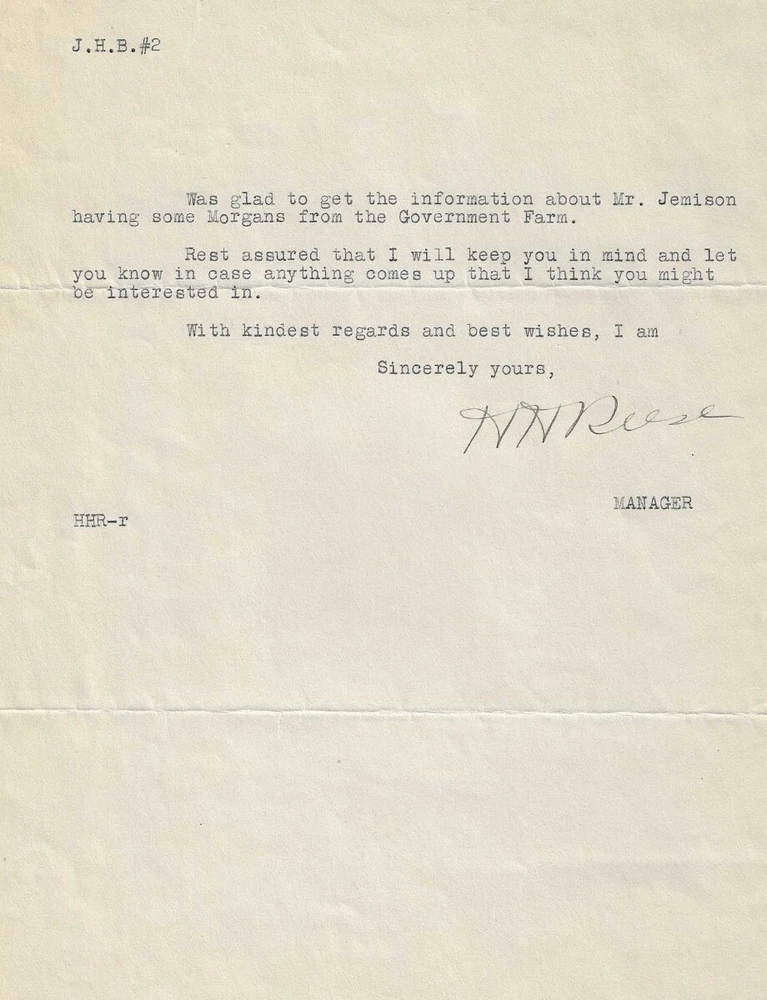 J.H.B.#2
Was glad to get the information about Mr. Jemison
having some Morgans from the Government Farm.
Rest assured that I will keep you in mind and let
you know in case anything comes up that I think you might
be interested in.
With kindest regards and best wishes, I am
Sincerely yours,
HHReese
MANAGER
HHR-r